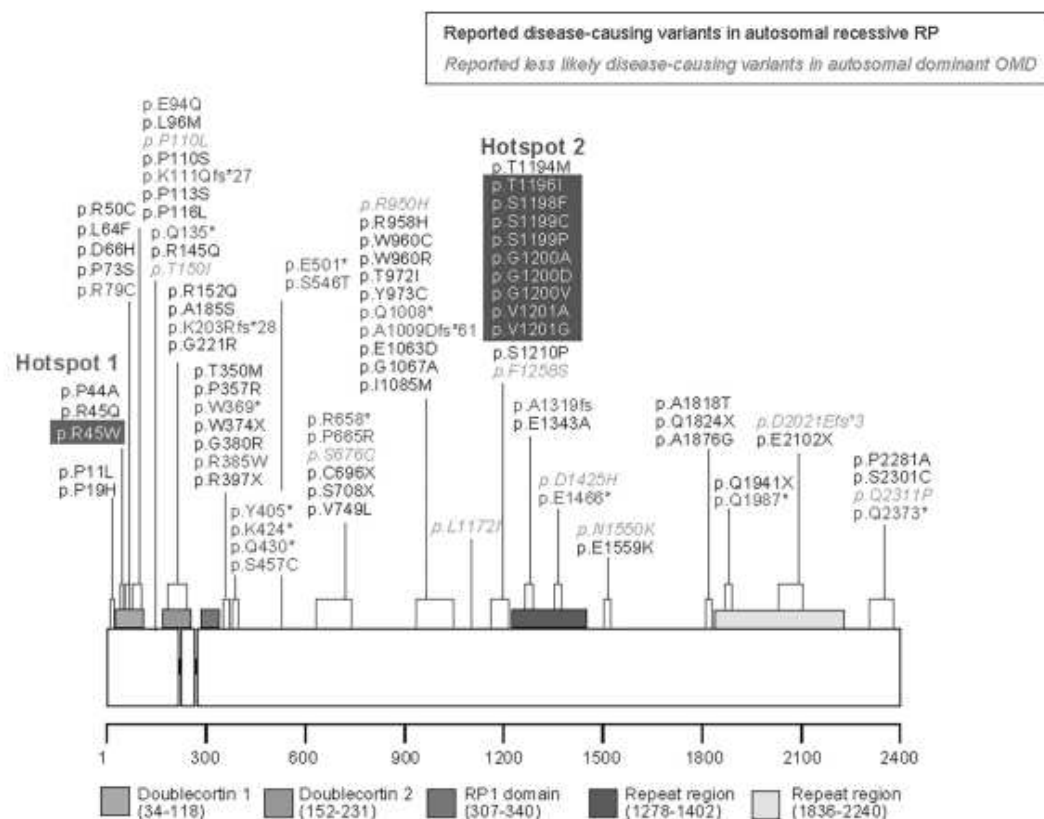 Reported disease-causing variants in autosomal recessive RP
Reported less likely disease-causing variants in autosomal dominant OMD
p.E94Q
p.L96M
p.P110L
p.P110S
p.K111Qfs*27
p.P113S
p.P116L
p.R50C
p.L64F
p.D66H
p.P73S
p.R79C
p.Q135*
p.R145Q
p.T150I
p.R152Q
p.A185S
p.K203Rfs*28
p.G221R
Hotspot 1
p.P44A
p.R45Q
p.R45W
p.P11L
p.P19H
p.T350M
p.P357R
p.W369*
p.W374X
p.G380R
p.R385W
p.R397X
p.Y405*
p.K424*
p.Q430*
p.S457C
p.E501*
p.S546T
p.R658*
p.P665R
p.S676C
p.C696X
p.S708X
p.V749L
p.R950H
p.R958H
p.W960C
p.W960R
p.T972I
p.Y973C
p.Q1008*
p.A1009Dfs*61
p.E1063D
p.G1067A
p.I1085M
p.L1172I
Hotspot 2
p.T1194M
p.T1196I
p.S1198F
p.S1199C
p.S1199P
p.G1200A
p.G1200D
p.G1200V
p.V1201A
p.V1201G
p.S1210P
p.F1258S
p.A1319fs
p.E1343A
p.D1425H
p.E1466*
p.N1550K
p.E1559K
p.A1818T
p.Q1824X
p.A1876G
p.Q1941X
p.Q1987*
p.D2021Efs*3
p.E2102X
p.P2281A
p.S2301C
p.Q2311P
p.Q2373*
1 300 600 900 1200 1500 1800 2100 2400
Doublecortin 1
(34-118)
Doublecortin 2
(152-231)
RP1 domain
(307-340)
Repeat region
(1278-1402)
Repeat region
(1836-2240)